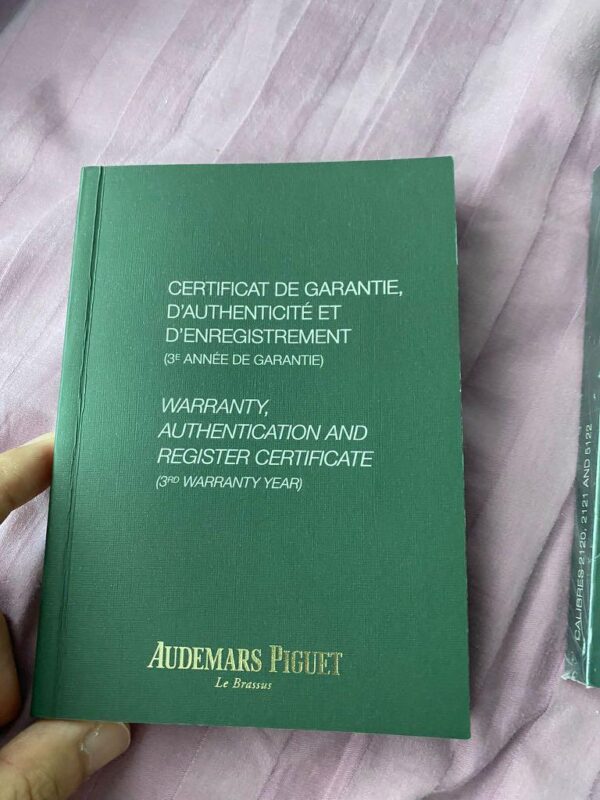 CERTIFICAT DE GARANTIE,
D'AUTHENTICITÉ ET
D'ENREGISTREMENT
(3E ANNÉE DE GARANTIE)
WARRANTY,
AUTHENTICATION AND
REGISTER CERTIFICATE
(3RD WARRANTY YEAR)
AUDEMARS PIGUET
Le Brassus
CALIBRES 2120, 2121 AND 5122